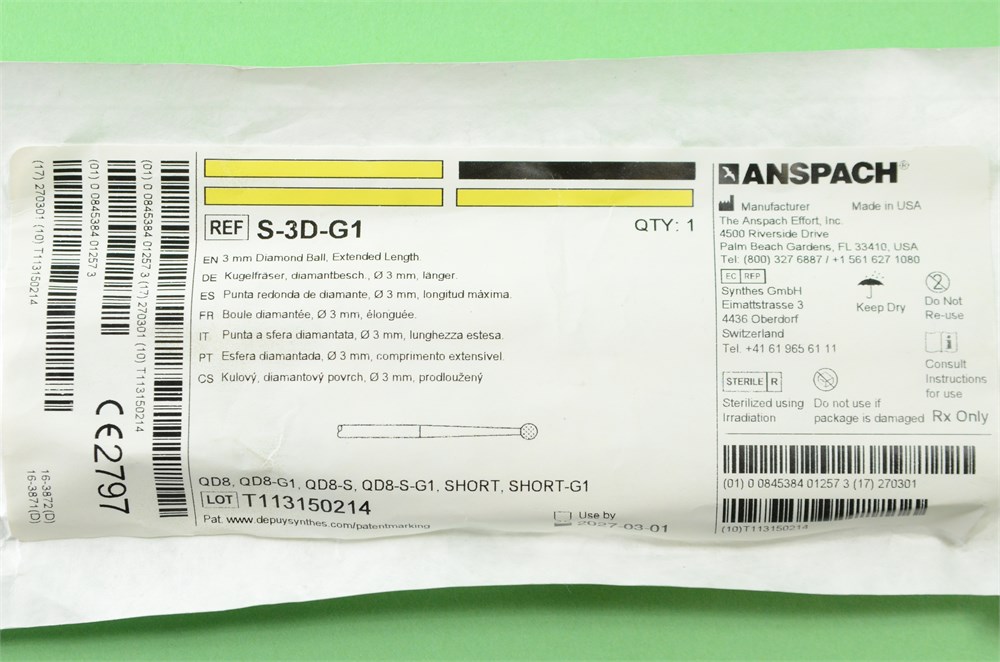 (17) 270301 (10) T113150214
(01) 0 0845384 01257 3
(01) 0 0845384 01257 3 (17) 270301 (10) T113150214
CE2797
16-3872(D)
16-3871(D)
REF S-3D-G1
QTY: 1
EN 3 mm Diamond Ball, Extended Length.
DE Kugelfräser, diamantbesch., Ø 3 mm, länger.
ES Punta redonda de diamante, Ø 3 mm, longitud máxima.
FR Boule diamantée, Ø 3 mm, élonguée.
IT Punta a sfera diamantata, Ø 3 mm, lunghezza estesa.
PT Esfera diamantada, Ø 3 mm, comprimento extensivel.
CS Kulový, diamantový povrch, Ø 3 mm, prodloužený
QD8, QD8-G1, QD8-S, QD8-S-G1, SHORT, SHORT-G1
LOT T113150214
Pat. www.depuysynthes.com/patentmarking
Use by
2027-03-01
ANSPACH®
Manufacturer Made in USA
The Anspach Effort, Inc.
4500 Riverside Drive
Palm Beach Gardens, FL 33410, USA
Tel: (800) 327 6887 / +1 561 627 1080
EC REP
Synthes GmbH
Eimattstrasse 3
4436 Oberdorf
Switzerland
Tel. +41 61 965 61 11
Keep Dry
2
Do Not
Re-use
i
Consult
Instructions
for use
STERILE R
Sterilized using
Irradiation
Do not use if
package is damaged
Rx Only
(01) 0 0845384 01257 3 (17) 270301
(10)T113150214